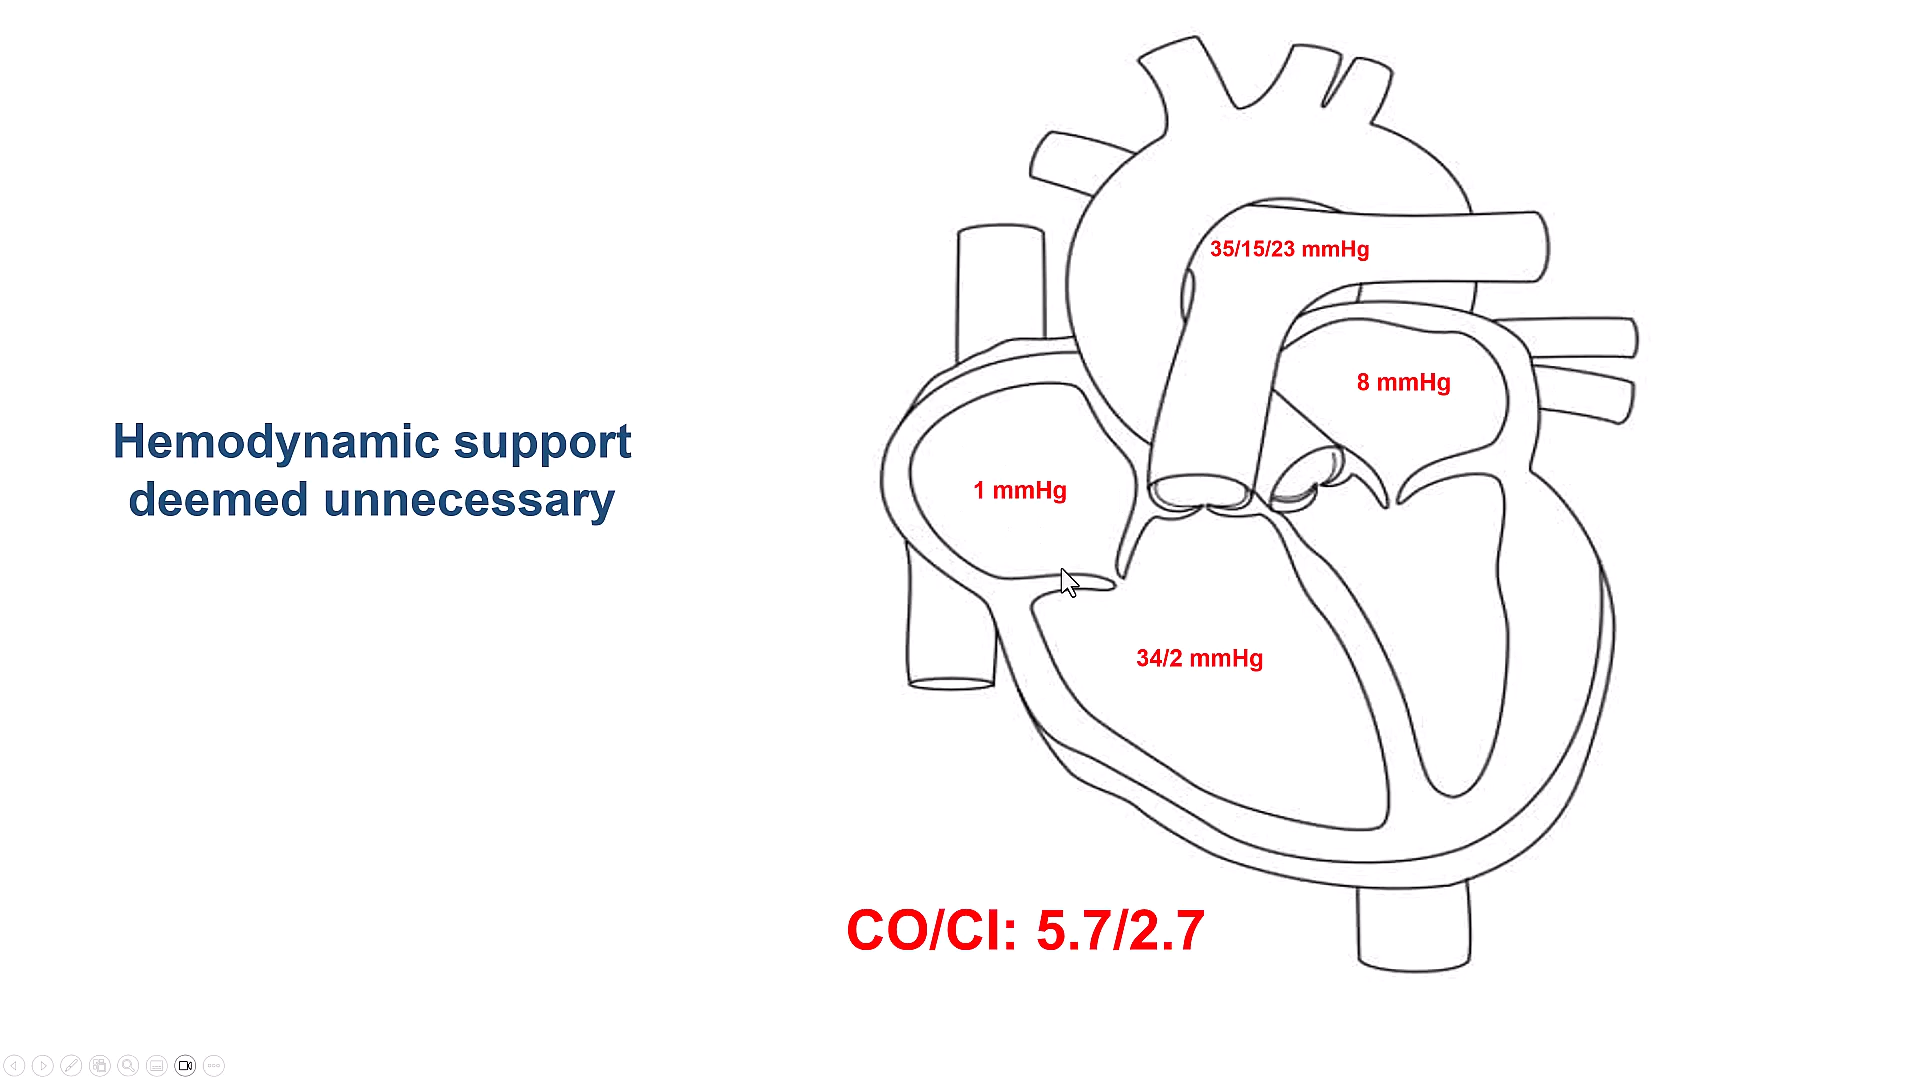 Hemodynamic support
deemed unnecessary
35/15/23 mmHg
8 mmHg
1 mmHg
34/2 mmHg
CO/CI: 5.7/2.7